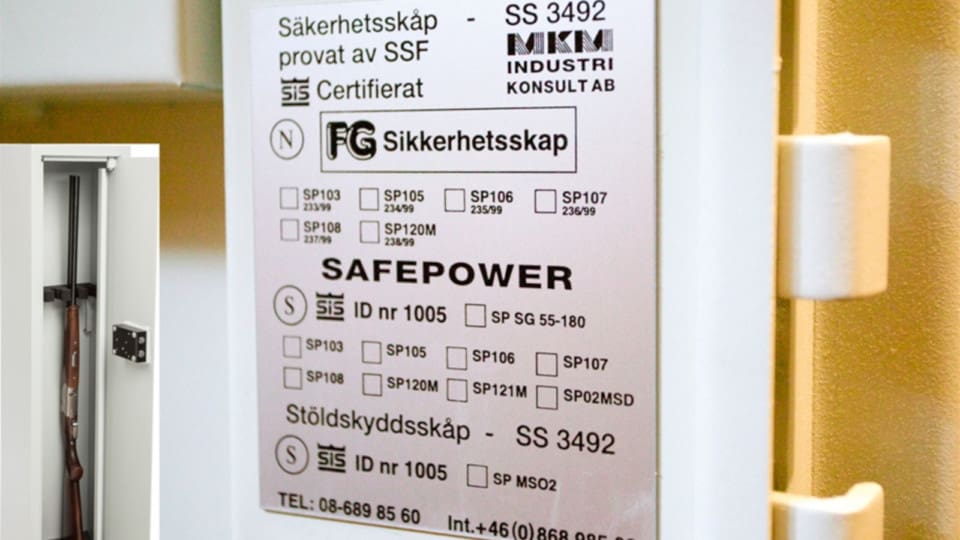 Säkerhetsskåp - SS 3492
provat av SSF MKM
INDUSTRI
SIS Certifierat KONSULT AB
N FG Sikkerhetsskap
SP103 SP105 SP106 SP107
233/99 234/99 235/99 236/99
SP108 SP120M
237/99 238/99
SAFEPOWER
S SIS ID nr 1005 SP SG 55-180
SP103 SP105 SP106 SP107
SP108 SP120M SP121M SP02MSD
Stöldskyddsskåp - SS 3492
S SIS ID nr 1005 SP MSO2
TEL: 08-689 85 60 Int.+46 (0)868 985